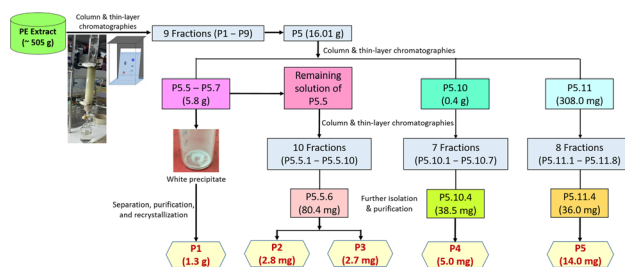 PE Extract
(~ 505 g)
Column & thin-layer
chromatographies
9 Fractions (P1 – P9)
P5 (16.01 g)
Column & thin-layer chromatographies
P5.5 – P5.7
(5.8 g)
Remaining
solution of
P5.5
P5.10
(0.4 g)
P5.11
(308.0 mg)
Column & thin-layer chromatographies
White precipitate
10 Fractions
(P5.5.1 – P5.5.10)
7 Fractions
(P5.10.1 – P5.10.7)
8 Fractions
(P5.11.1 – P5.11.8)
Separation, purification,
and recrystallization
P5.5.6
(80.4 mg)
Further isolation
& purification
P5.10.4
(38.5 mg)
P5.11.4
(36.0 mg)
P1
(1.3 g)
P2
(2.8 mg)
P3
(2.7 mg)
P4
(5.0 mg)
P5
(14.0 mg)